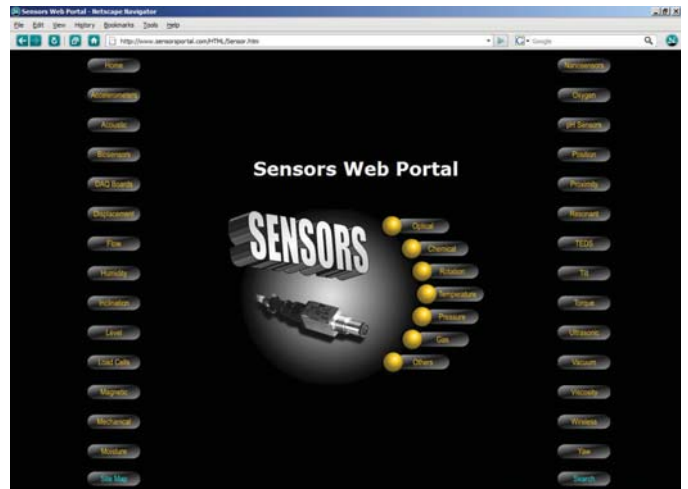 Sensors Web Portal - Netscape Navigator
File Edit View History Bookmarks Tools Help
http://www.sensorsportal.com/HTML/Sensor.htm
Google
Home
Accelerometers
Acoustic
Biosensors
DAQ Boards
Displacement
Flow
Humidity
Inclination
Level
Load Cells
Magnetic
Mechanical
Moisture
Site Map
Sensors Web Portal
SENSORS
Optical
Chemical
Rotation
Temperature
Pressure
Gas
Others
Nanosensors
Oxygen
pH Sensors
Position
Proximity
Resonant
TEDS
Tilt
Torque
Ultrasonic
Vacuum
Viscosity
Wireless
Yaw
Search